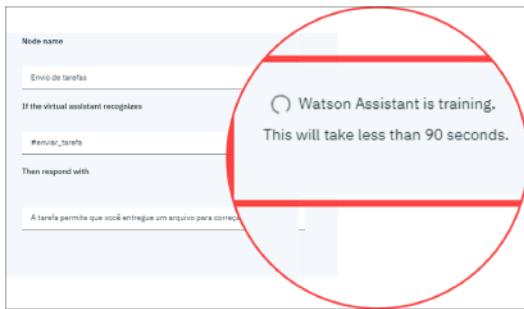 Node name
Envio de tarefas
If the virtual assistant recognizes
#enviar_tarefa
Then respond with
A tarefa permite que você entregue um arquivo para correç
Watson Assistant is training.
This will take less than 90 seconds.